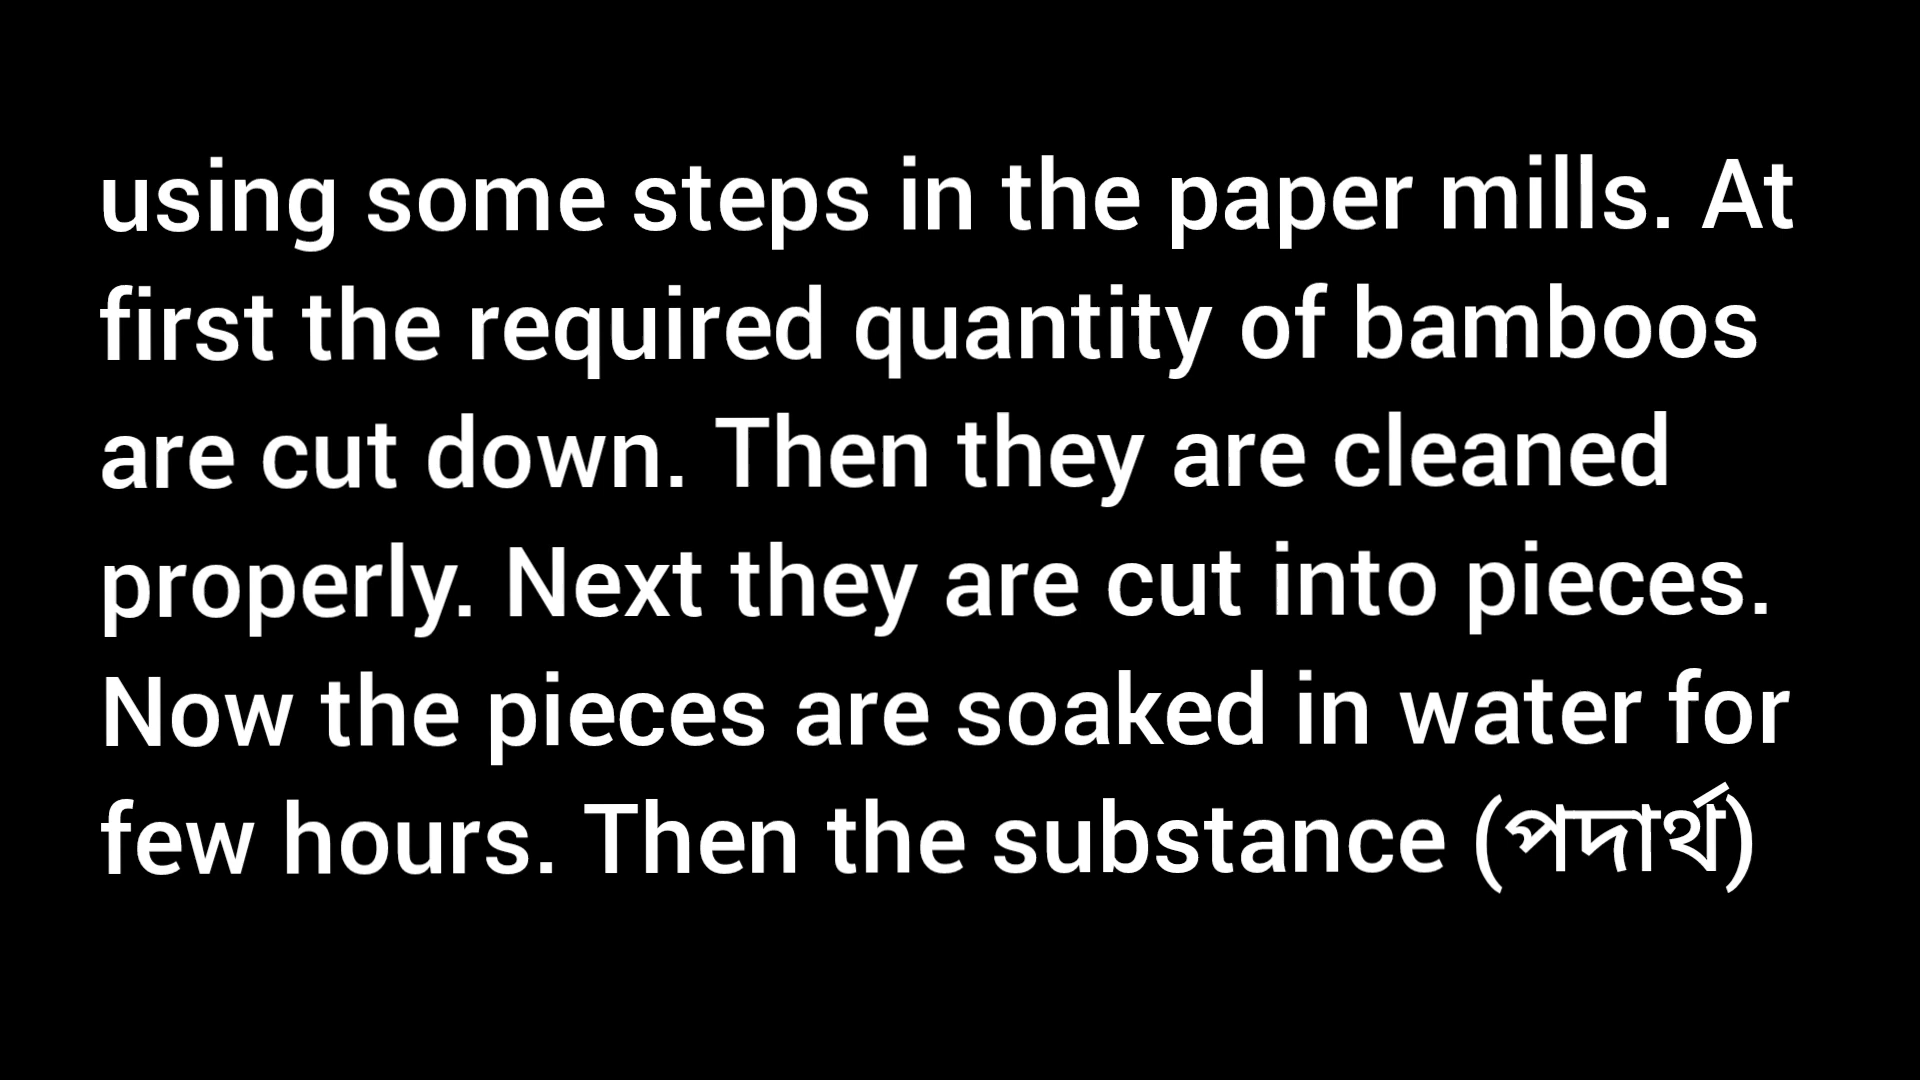 using some steps in the paper mills. At
first the required quantity of bamboos
are cut down. Then they are cleaned
properly. Next they are cut into pieces.
Now the pieces are soaked in water for
few hours. Then the substance (পদার্থ)